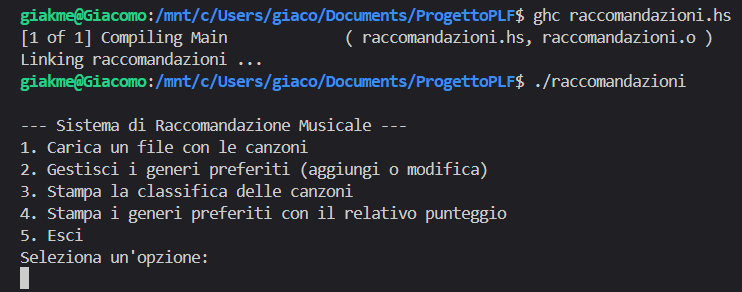 giakme@Giacomo:/mnt/c/Users/giaco/Documents/ProgettoPLF$ ghc raccomandazioni.hs
[1 of 1] Compiling Main             ( raccomandazioni.hs, raccomandazioni.o )
Linking raccomandazioni ...
giakme@Giacomo:/mnt/c/Users/giaco/Documents/ProgettoPLF$ ./raccomandazioni

--- Sistema di Raccomandazione Musicale ---
1. Carica un file con le canzoni
2. Gestisci i generi preferiti (aggiungi o modifica)
3. Stampa la classifica delle canzoni
4. Stampa i generi preferiti con il relativo punteggio
5. Esci
Seleziona un'opzione: